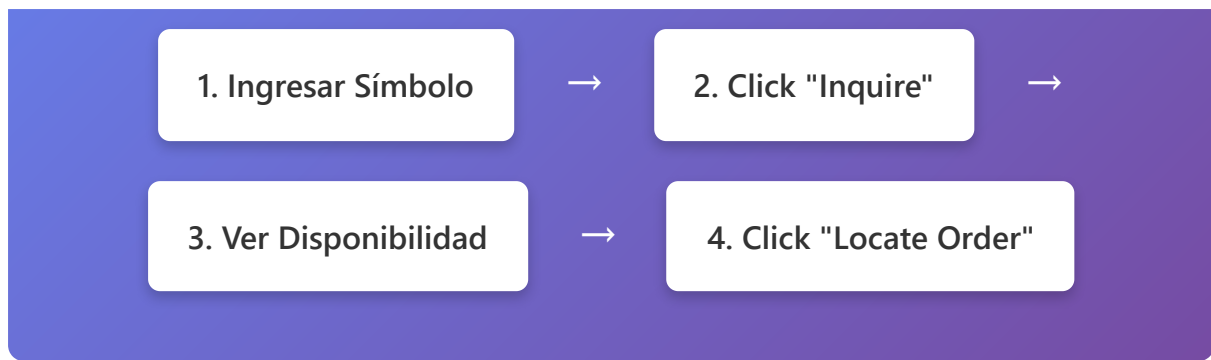 1. Ingresar Símbolo → 2. Click "Inquire" →
3. Ver Disponibilidad → 4. Click "Locate Order"